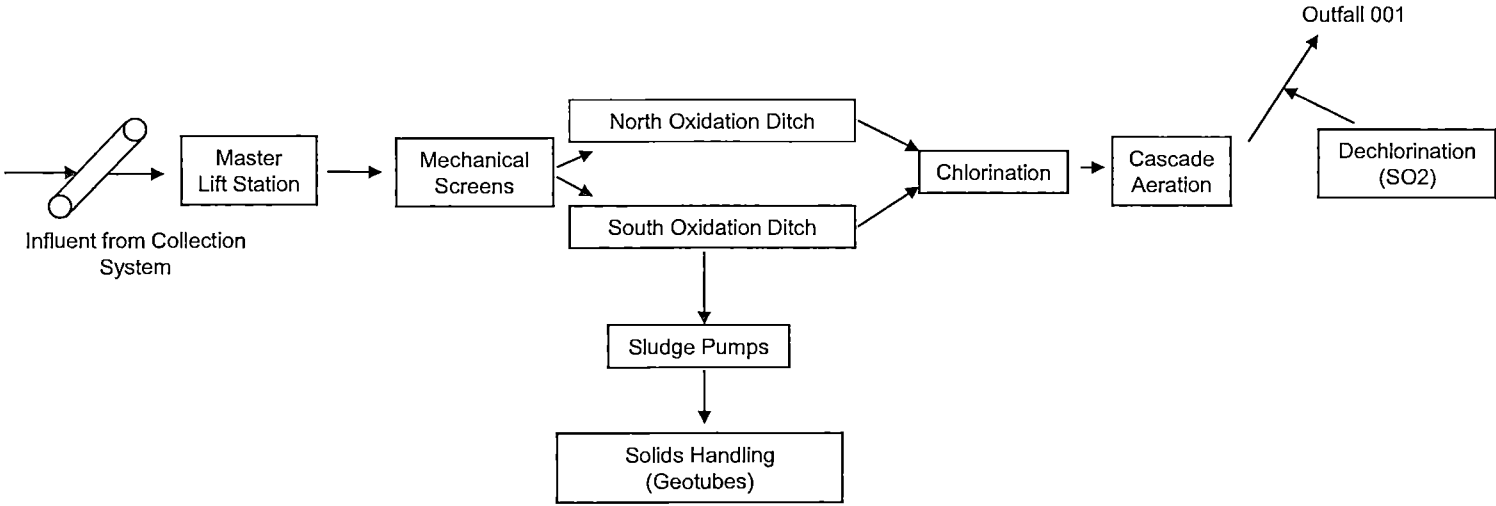 Outfall 001
North Oxidation Ditch
Master
Lift Station
Mechanical
Screens
Chlorination
Cascade
Aeration
Dechlorination
(SO2)
South Oxidation Ditch
Influent from Collection
System
Sludge Pumps
Solids Handling
(Geotubes)